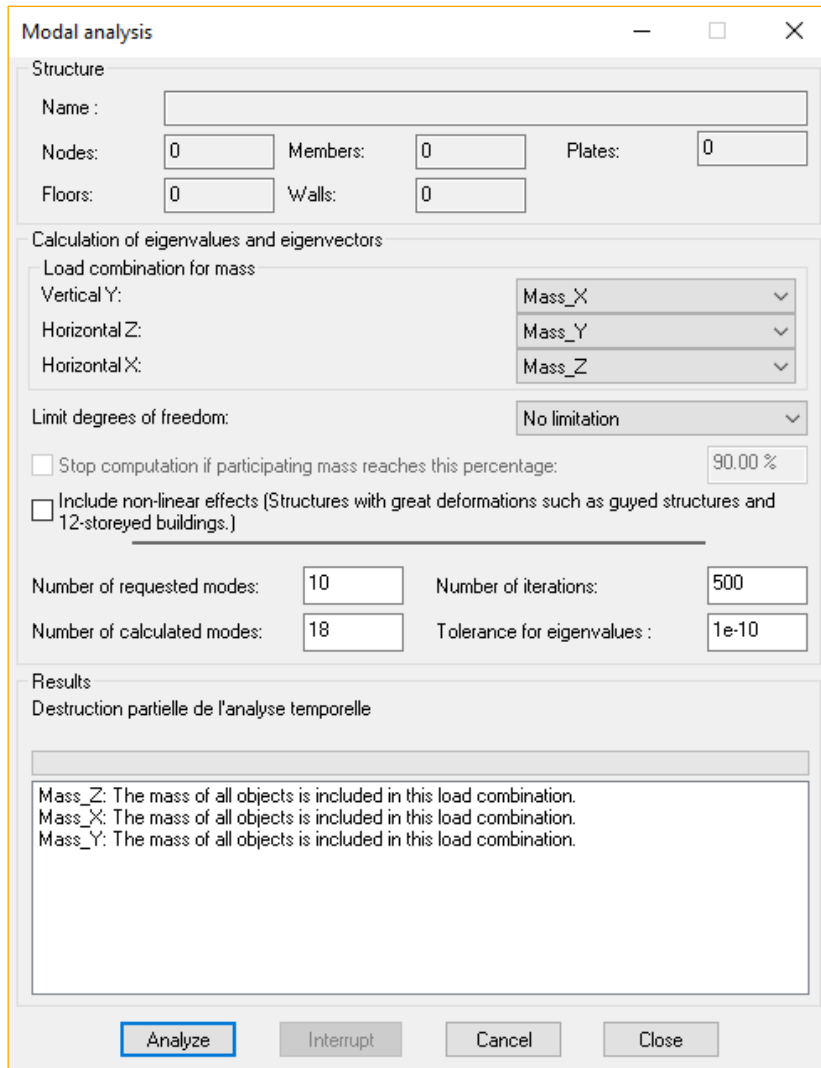 Modal analysis
Structure
Name :
Nodes: 0 Members: 0 Plates: 0
Floors: 0 Walls: 0
Calculation of eigenvalues and eigenvectors
Load combination for mass
Vertical Y: Mass_X
Horizontal Z: Mass_Y
Horizontal X: Mass_Z
Limit degrees of freedom: No limitation
Stop computation if participating mass reaches this percentage: 90.00 %
Include non-linear effects (Structures with great deformations such as guyed structures and
12-storeyed buildings.)
Number of requested modes: 10 Number of iterations: 500
Number of calculated modes: 18 Tolerance for eigenvalues : 1e-10
Results
Destruction partielle de l'analyse temporelle
Mass_Z: The mass of all objects is included in this load combination.
Mass_X: The mass of all objects is included in this load combination.
Mass_Y: The mass of all objects is included in this load combination.
Analyze Interrupt Cancel Close